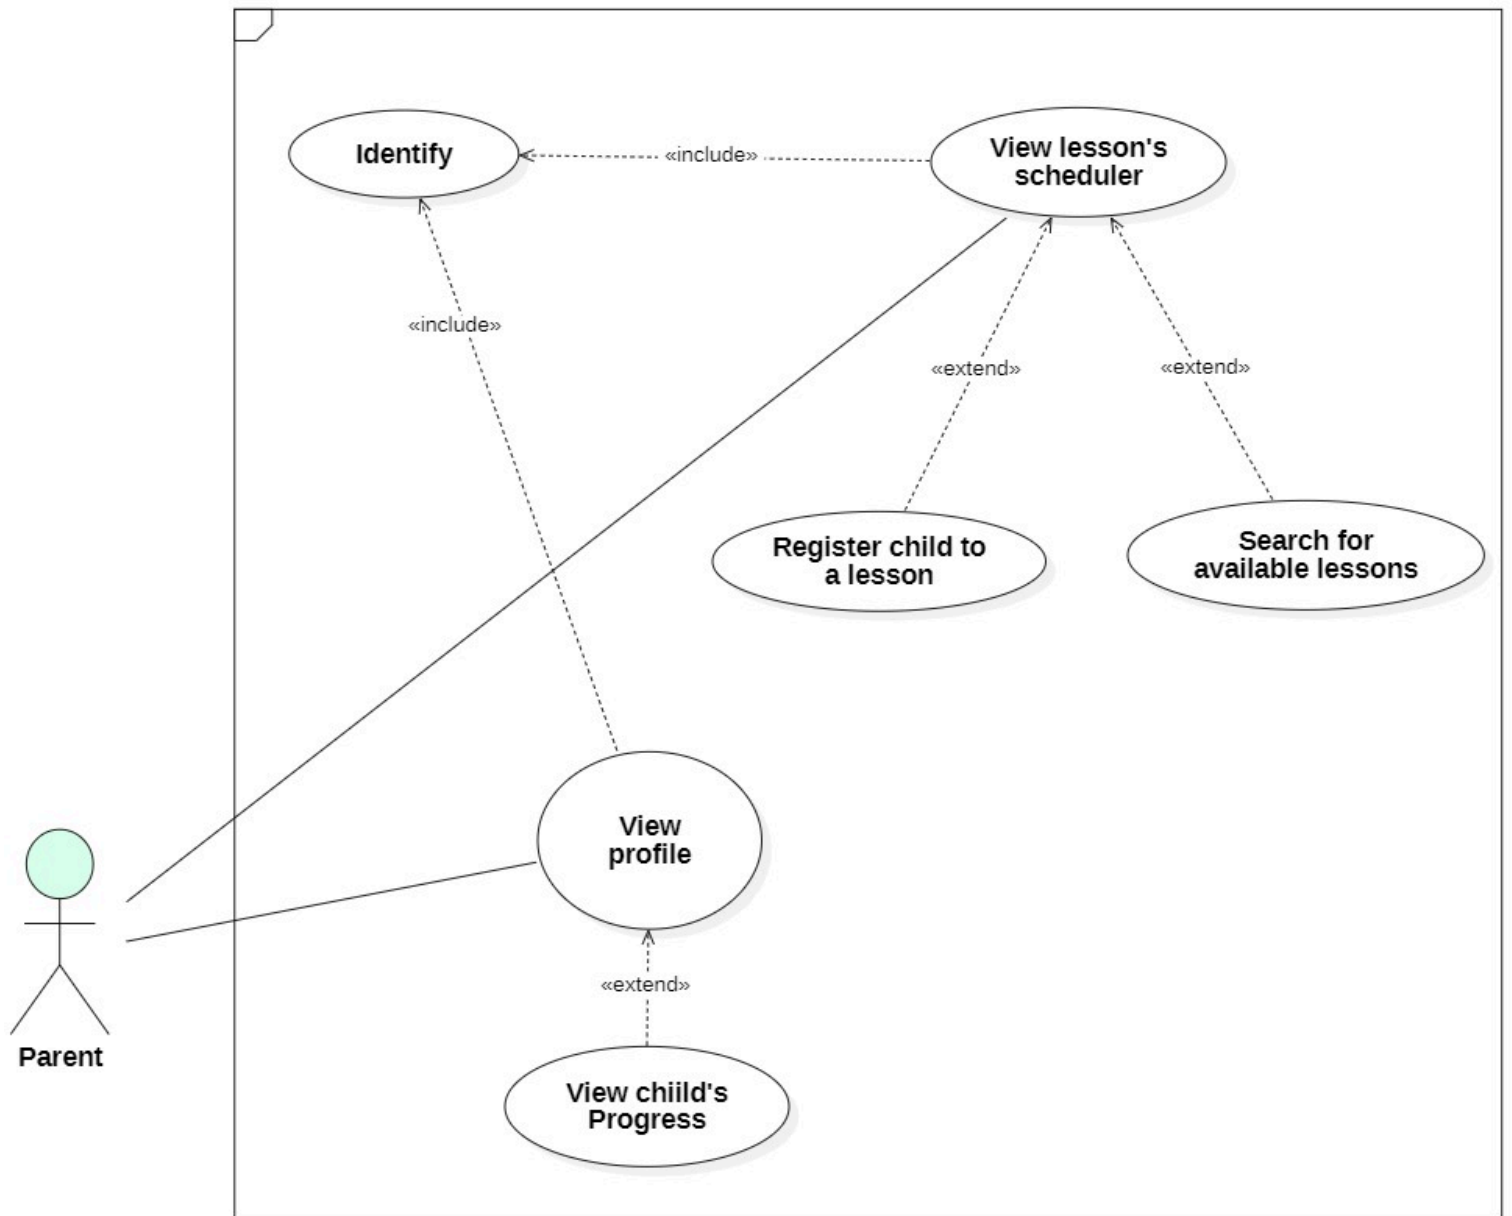 Identify
«include»
View lesson's
scheduler
«include»
«extend»
«extend»
Register child to
a lesson
Search for
available lessons
View
profile
«extend»
Parent
View chiild's
Progress